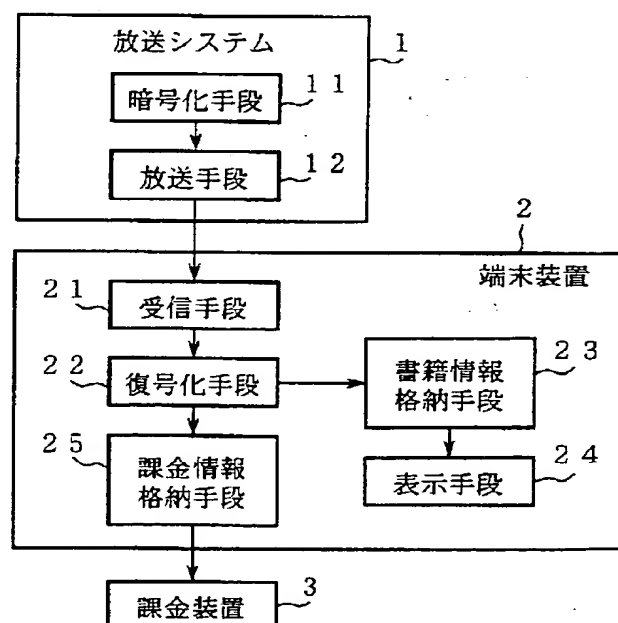 放送システム
1
暗号化手段
11
放送手段
12
2
端末装置
21
受信手段
22
復号化手段
書籍情報
格納手段
23
25
課金情報
格納手段
表示手段
24
課金装置
3